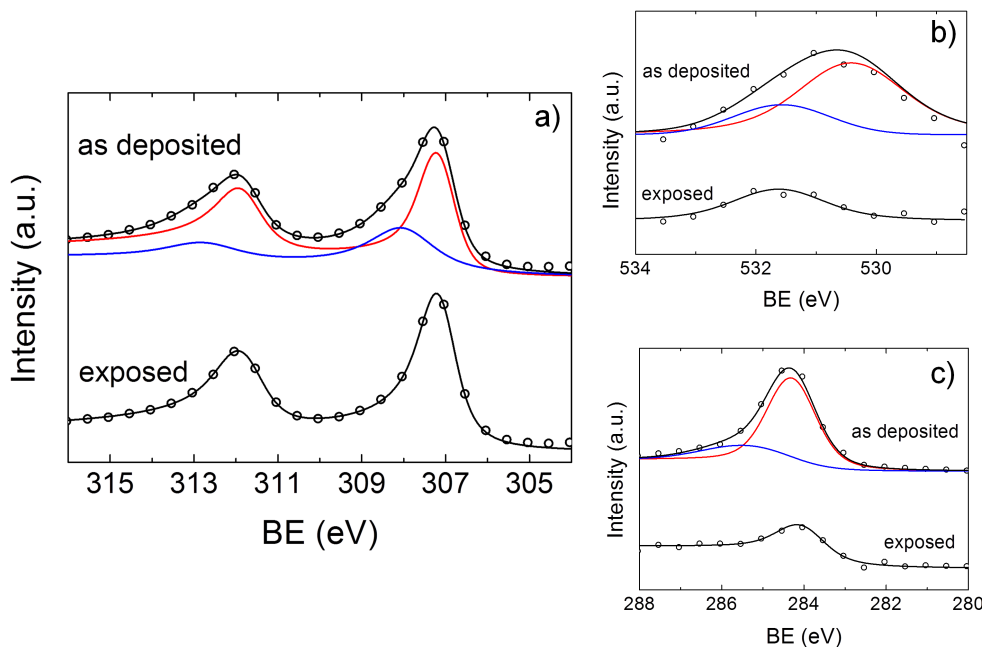 a)
as deposited
exposed
Intensity (a.u.)
315 313 311 309 307 305
BE (eV)
b)
as deposited
exposed
Intensity (a.u.)
534 532 530
BE (eV)
c)
as deposited
exposed
Intensity (a.u.)
288 286 284 282 280
BE (eV)